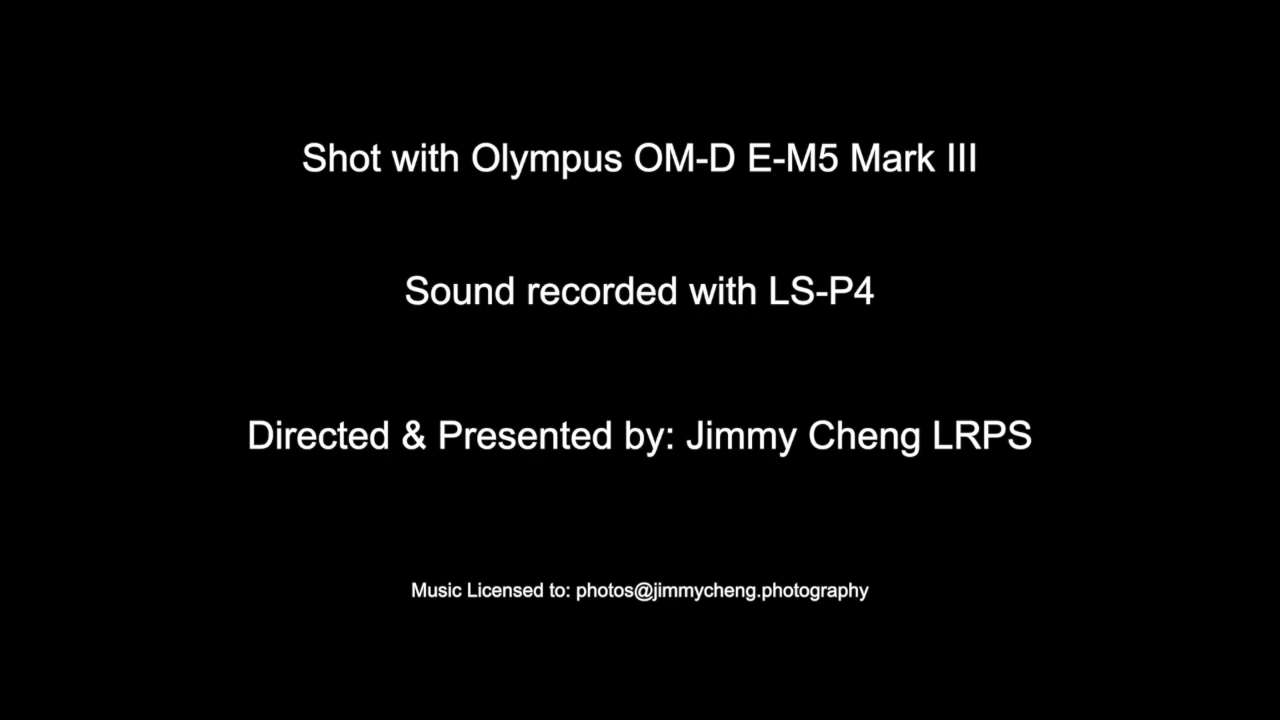 Shot with Olympus OM-D E-M5 Mark III
Sound recorded with LS-P4
Directed & Presented by: Jimmy Cheng LRPS
Music Licensed to: photos@jimmycheng.photography